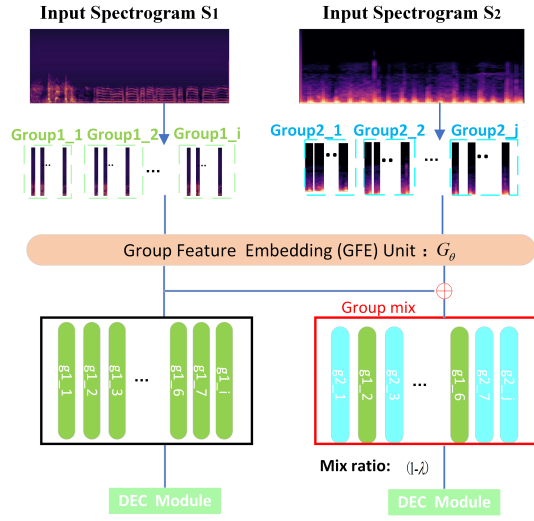 Input Spectrogram S1
Input Spectrogram S2
Group1_1 Group1_2 Group1_i
Group2_1 Group2_2 Group2_j
...
...
Group Feature Embedding (GFE) Unit : Gθ
Group mix
g1_1 g1_2 g1_3 ... g1_6 g1_7 g1_i
g2_1 g1_2 g2_3 ... g1_6 g2_7 g2_j
Mix ratio: (1-λ)
DEC Module
DEC Module